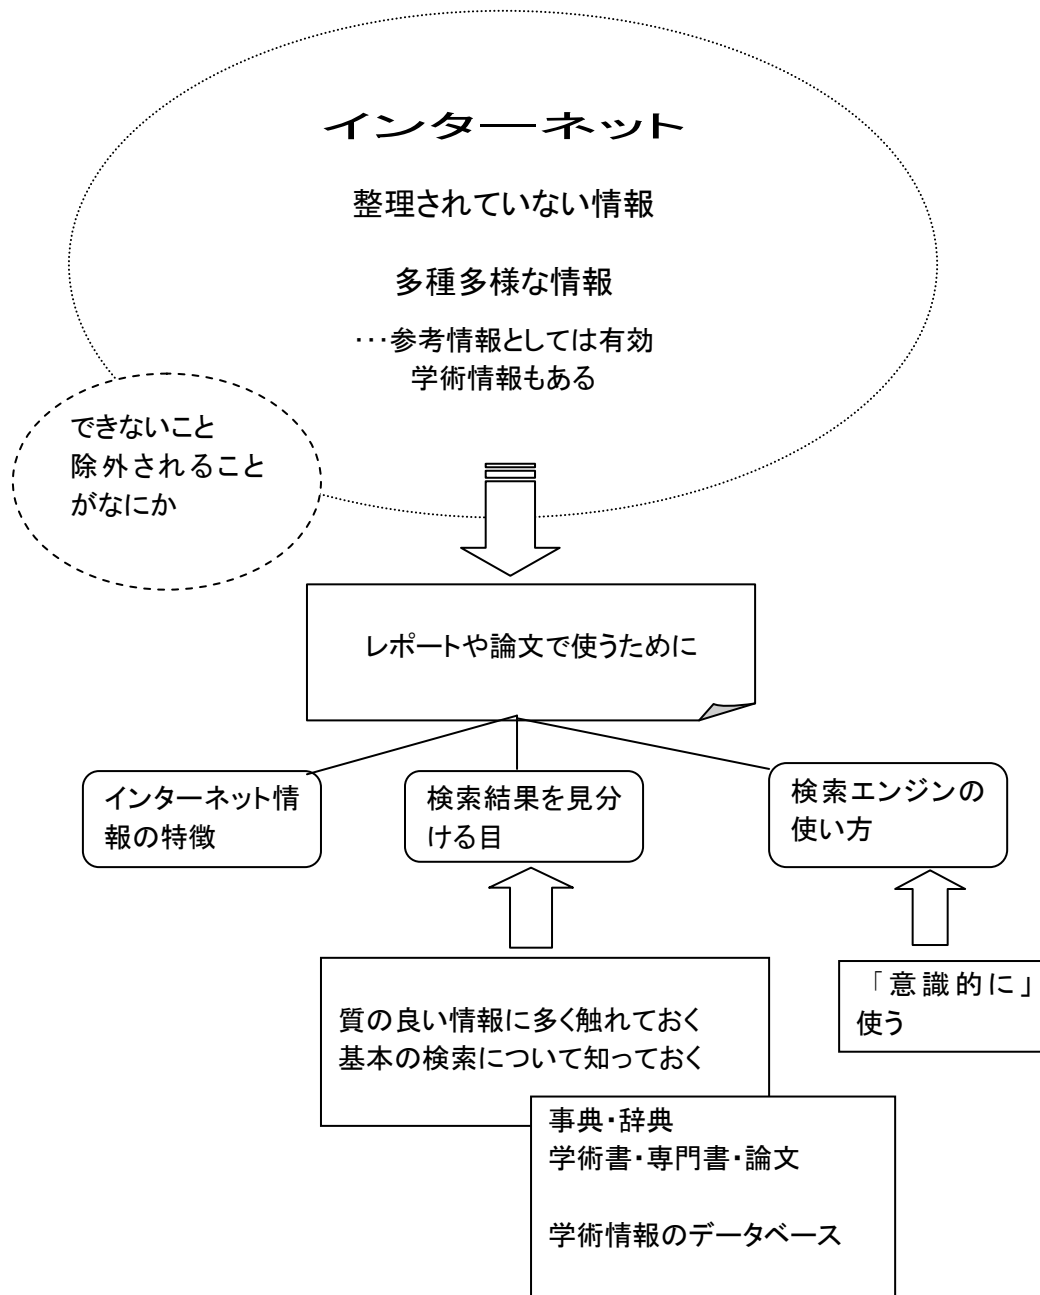 インターネット
整理されていない情報
多種多様な情報
…参考情報としては有効
学術情報もある
できないこと
除外されること
がなにか
レポートや論文で使うために
インターネット情
報の特徴
検索結果を見分
ける目
検索エンジンの
使い方
質の良い情報に多く触れておく
基本の検索について知っておく
「意識的に」
使う
事典・辞典
学術書・専門書・論文
学術情報のデータベース